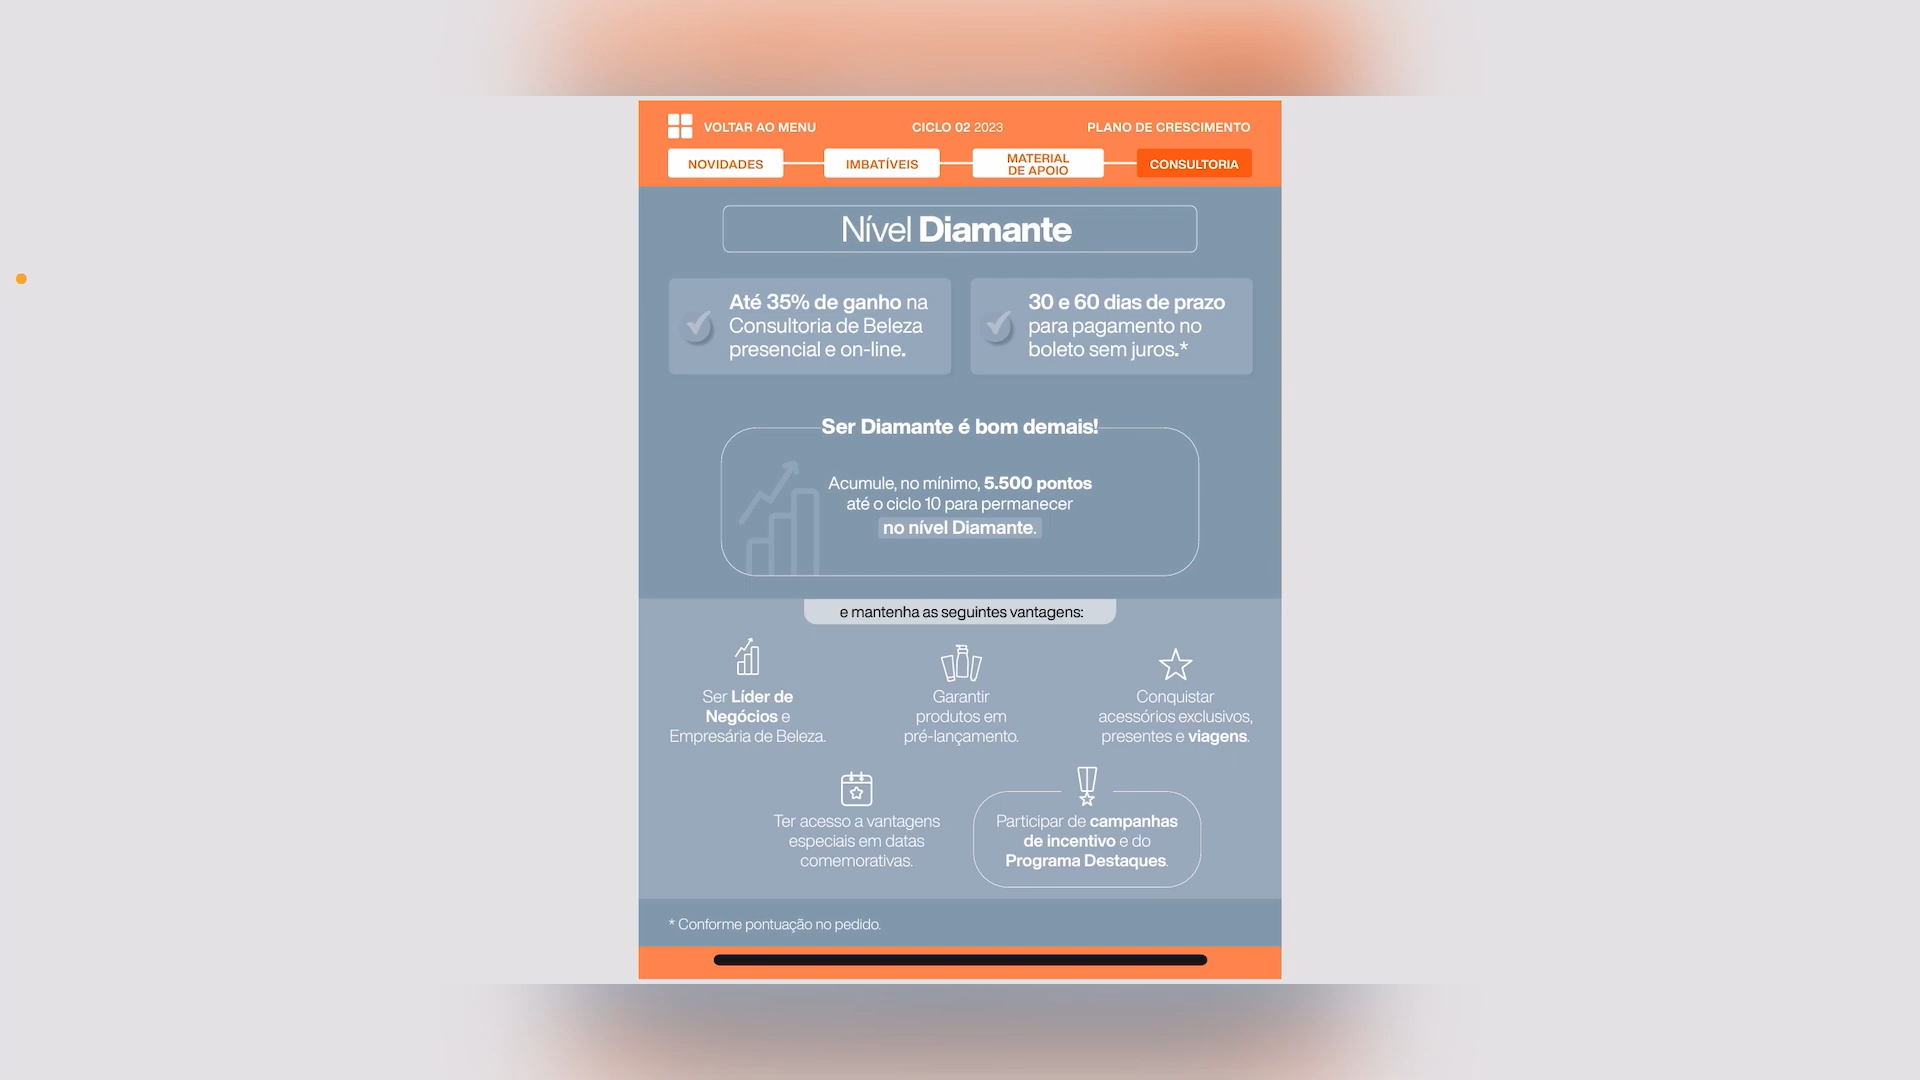 VOLTAR AO MENU
CICLO 02 2023
PLANO DE CRESCIMENTO
NOVIDADES
IMBATÍVEIS
MATERIAL
DE APOIO
CONSULTORIA
Nível Diamante
Até 35% de ganho na
Consultoria de Beleza
presencial e on-line.
30 e 60 dias de prazo
para pagamento no
boleto sem juros.*
Ser Diamante é bom demais!
Acumule, no mínimo, 5.500 pontos
até o ciclo 10 para permanecer
no nível Diamante.
e mantenha as seguintes vantagens:
Ser Líder de
Negócios e
Empresária de Beleza.
Garantir
produtos em
pré-lançamento.
Conquistar
acessórios exclusivos,
presentes e viagens.
Ter acesso a vantagens
especiais em datas
comemorativas.
Participar de campanhas
de incentivo e do
Programa Destaques.
* Conforme pontuação no pedido.